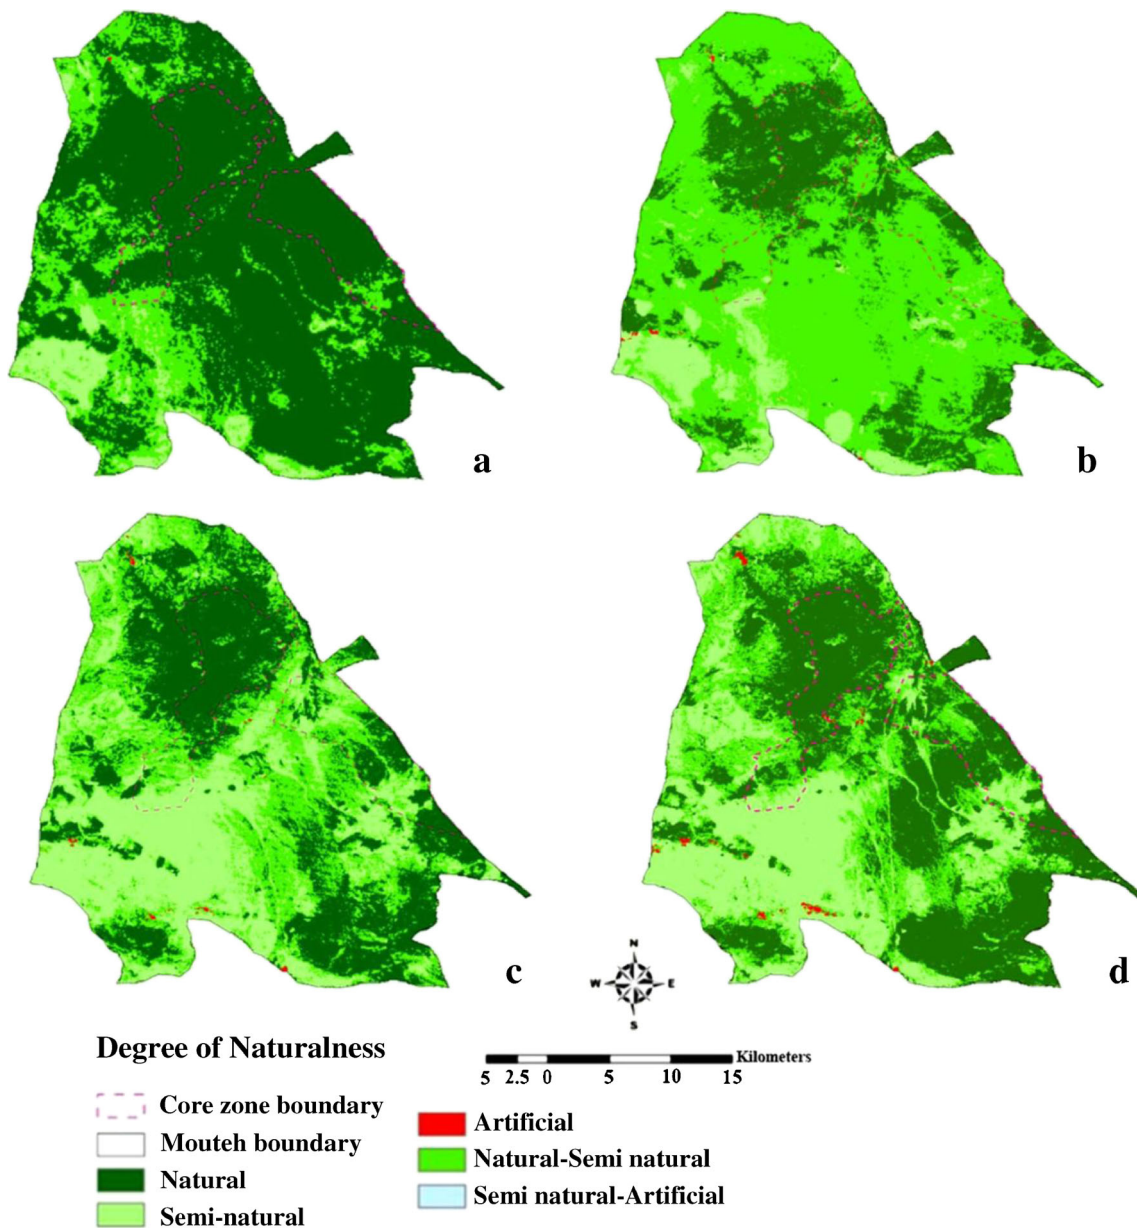 a
b
c
d
N
W E
S
Degree of Naturalness
Kilometers
5 2.5 0 5 10 15
Core zone boundary
Mouteh boundary
Natural
Semi-natural
Artificial
Natural-Semi natural
Semi natural-Artificial